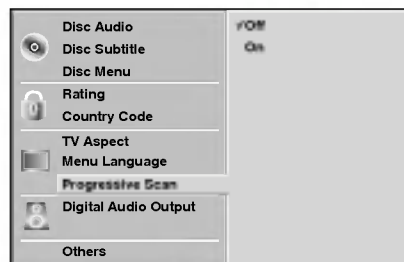 Disc Audio
Disc Subtitle
Disc Menu
Rating
Country Code
TV Aspect
Menu Language
Progressive Scan
Digital Audio Output
Others
√Off
On